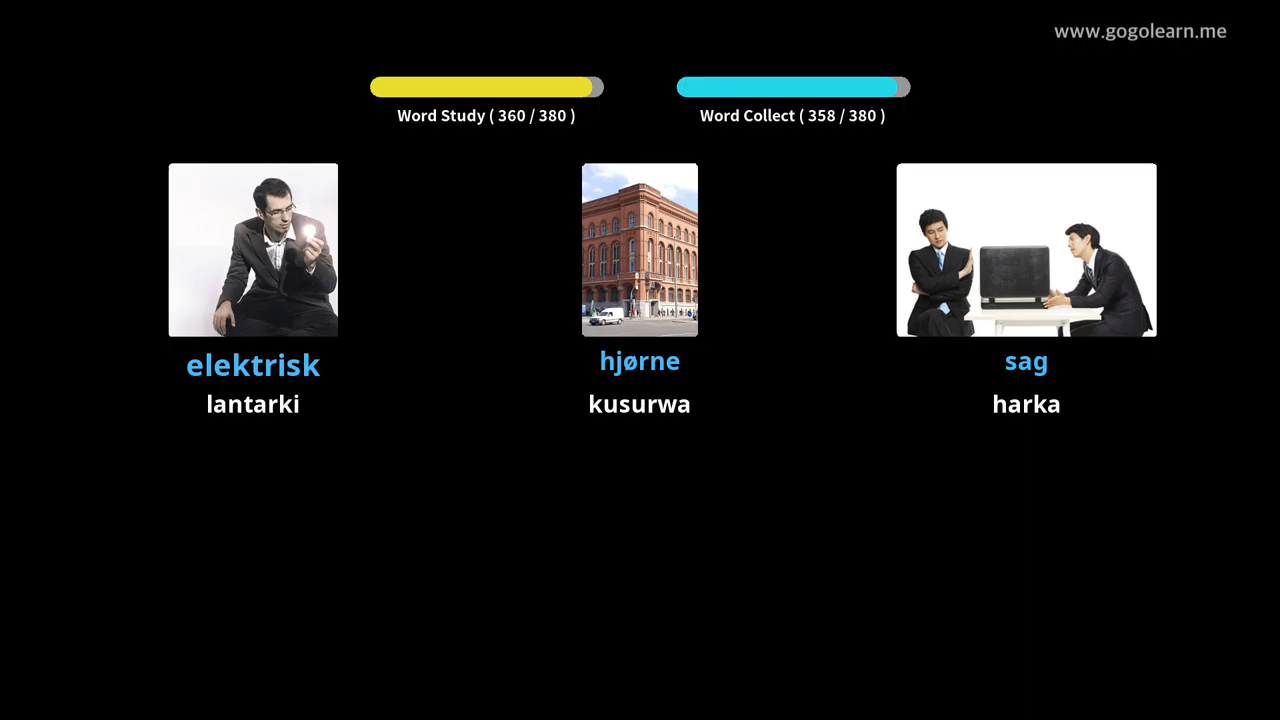 www.gogolearn.me
Word Study ( 360 / 380 )
Word Collect ( 358 / 380 )
elektrisk
hjørne
sag
lantarki
kusurwa
harka